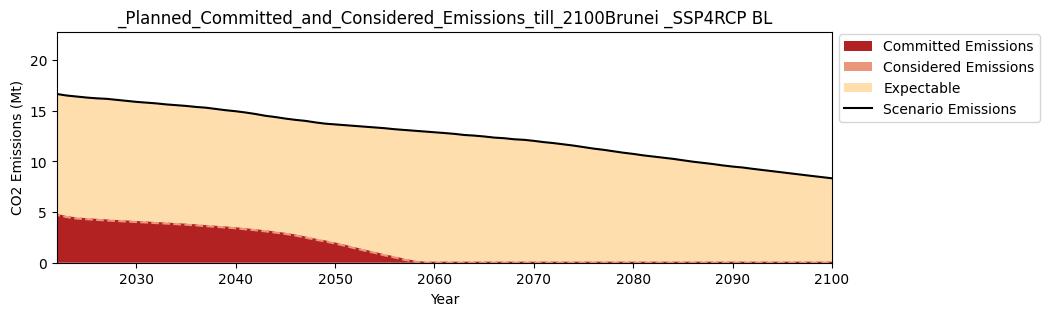 _Planned_Committed_and_Considered_Emissions_till_2100Brunei _SSP4RCP BL
CO2 Emissions (Mt)
20
15
10
5
0
2030 2040 2050 2060 2070 2080 2090 2100
Year
Committed Emissions
Considered Emissions
Expectable
Scenario Emissions